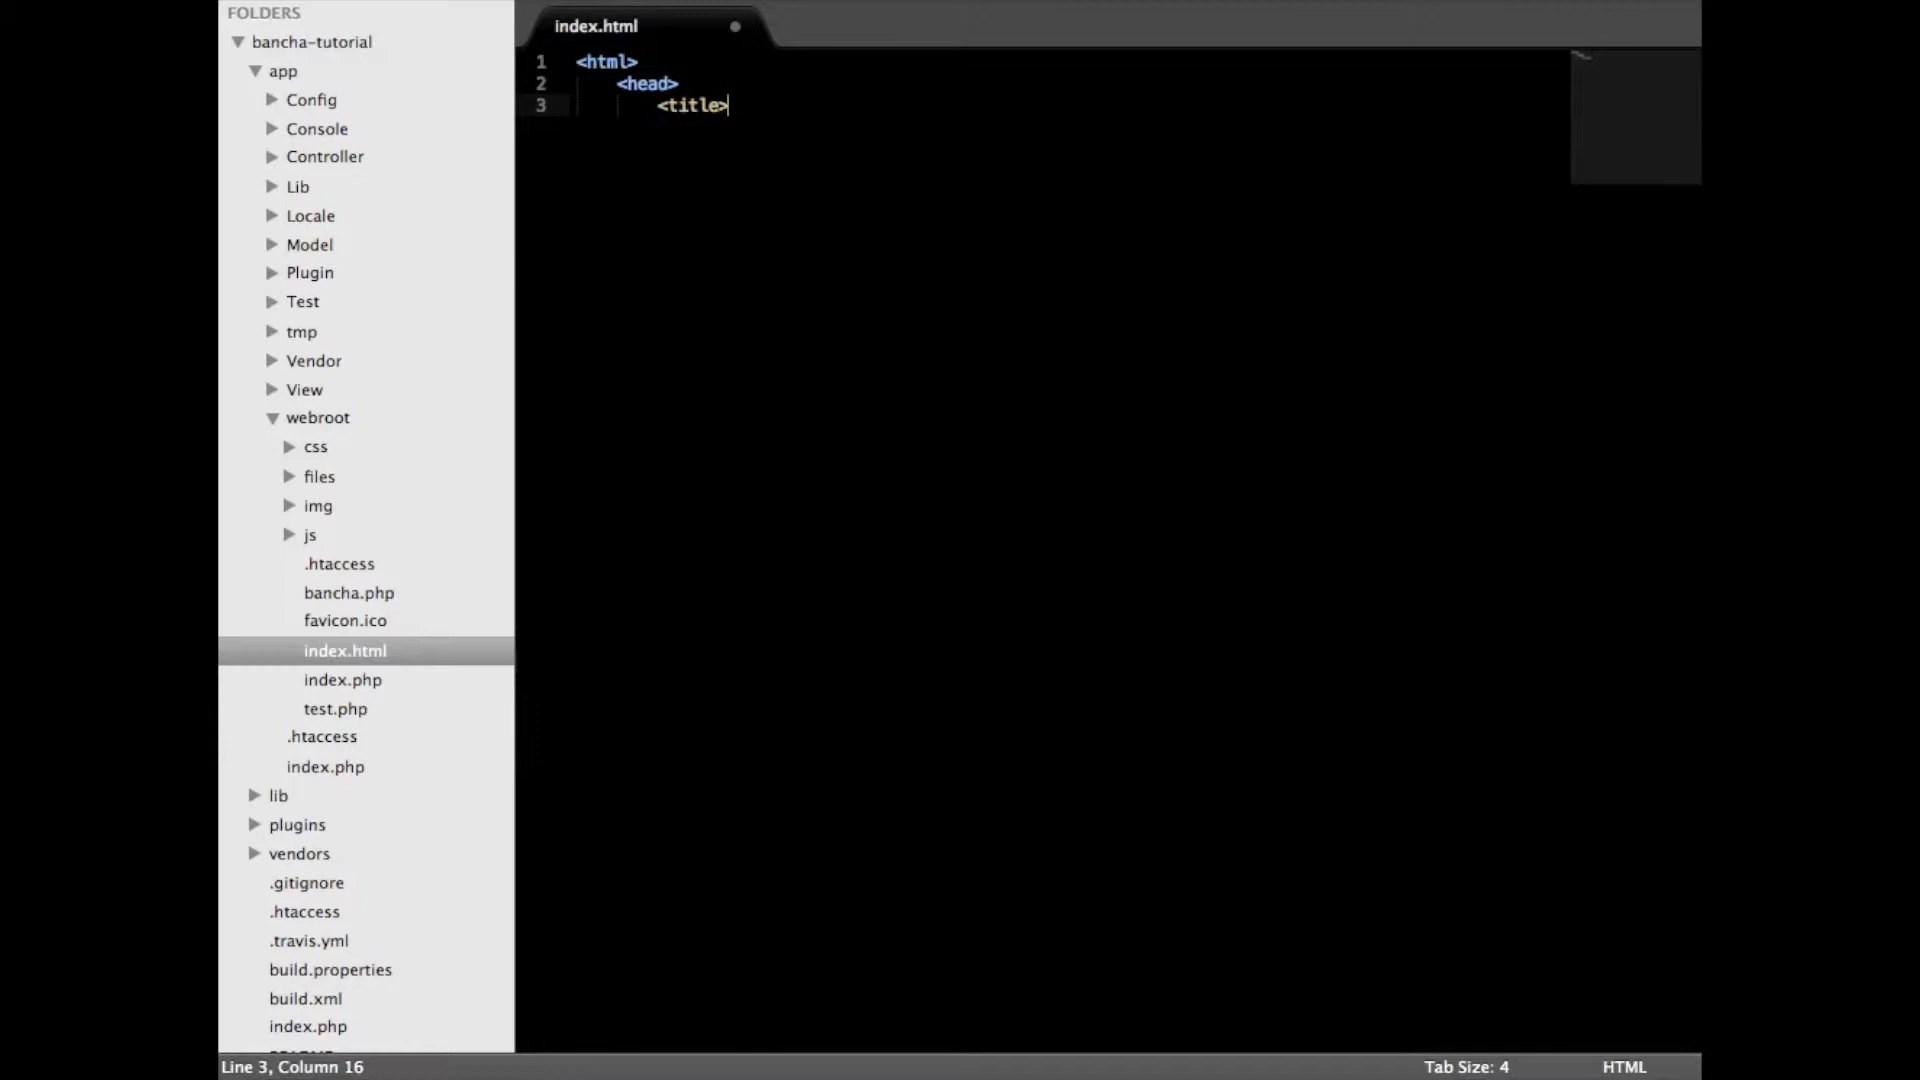 FOLDERS
bancha-tutorial
app
Config
Console
Controller
Lib
Locale
Model
Plugin
Test
tmp
Vendor
View
webroot
css
files
img
js
.htaccess
bancha.php
favicon.ico
index.html
index.php
test.php
.htaccess
index.php
lib
plugins
vendors
.gitignore
.htaccess
.travis.yml
build.properties
build.xml
index.php
index.html
1 <html>
2 <head>
3 <title>
Line 3, Column 16
Tab Size: 4
HTML